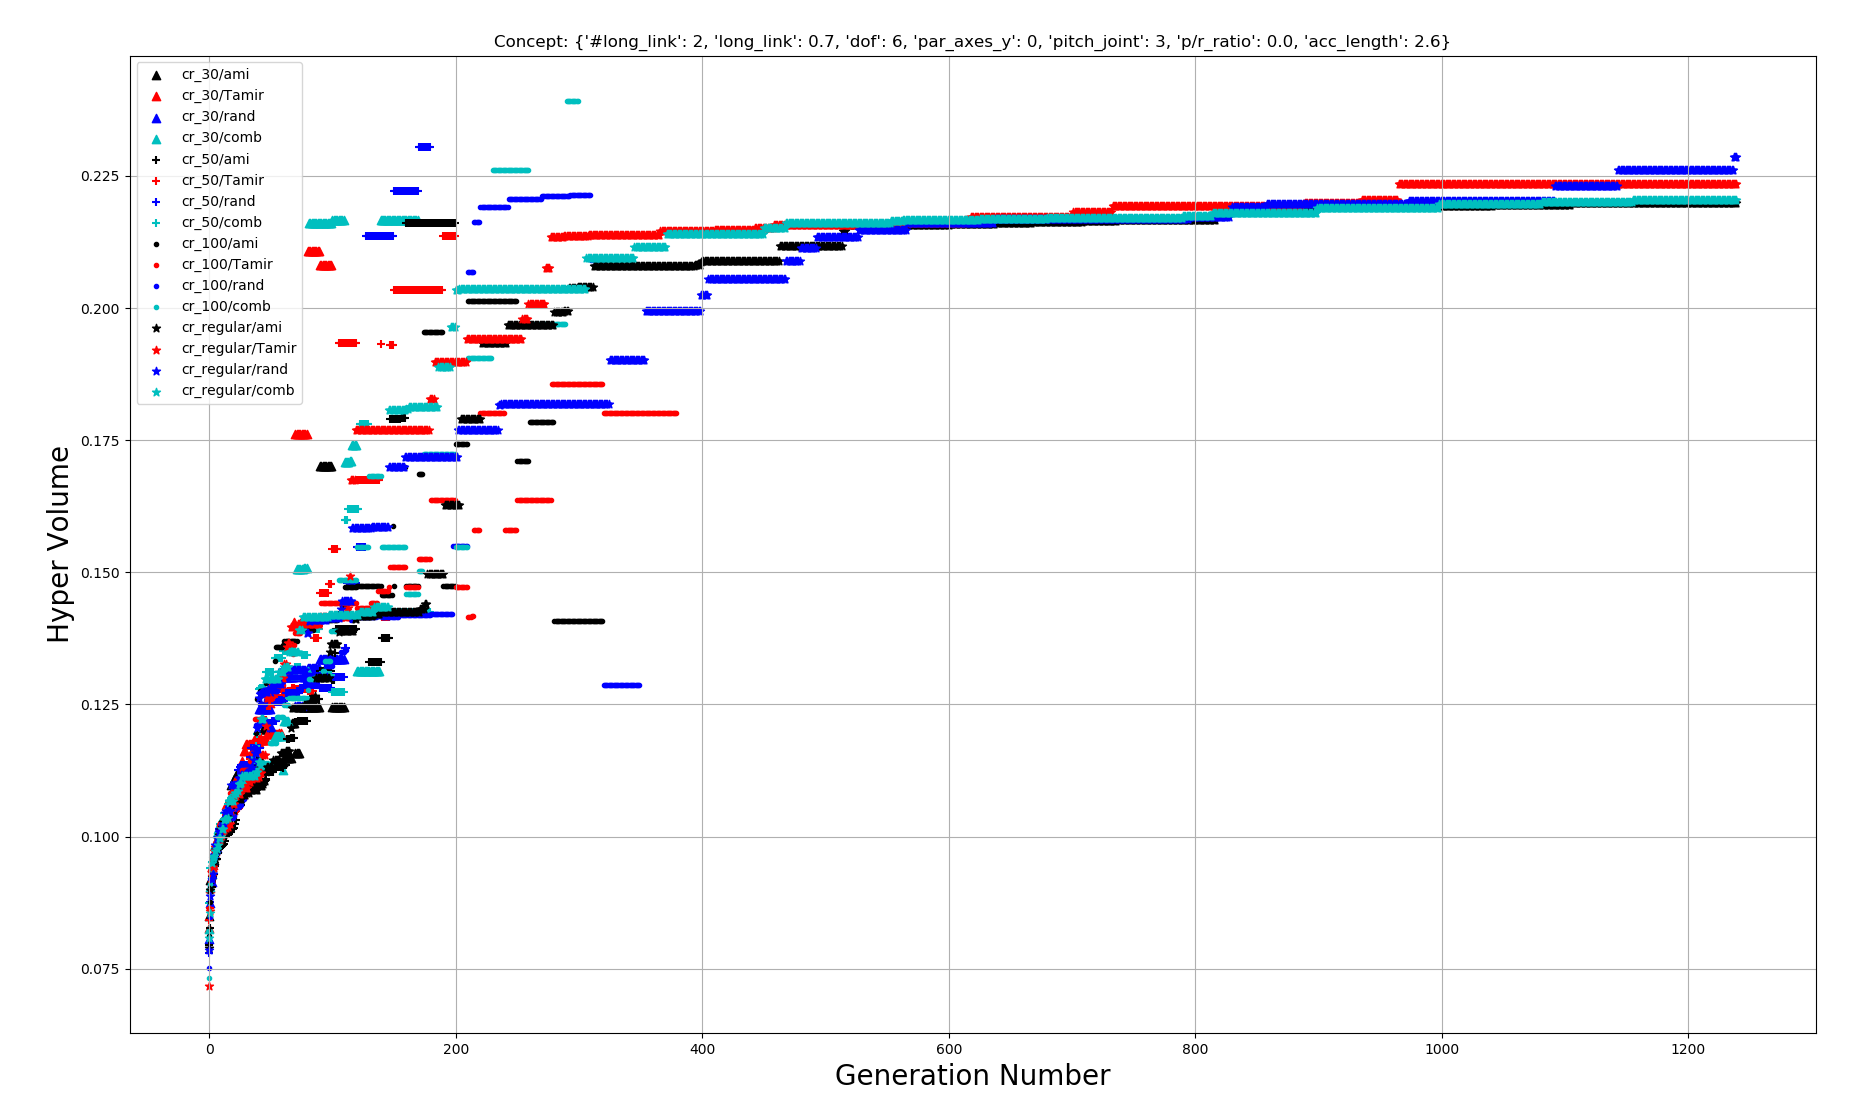 Concept: {'#long_link': 2, 'long_link': 0.7, 'dof': 6, 'par_axes_y': 0, 'pitch_joint': 3, 'p/r_ratio': 0.0, 'acc_length': 2.6}
cr_30/ami
cr_30/Tamir
cr_30/rand
cr_30/comb
cr_50/ami
cr_50/Tamir
cr_50/rand
cr_50/comb
cr_100/ami
cr_100/Tamir
cr_100/rand
cr_100/comb
cr_regular/ami
cr_regular/Tamir
cr_regular/rand
cr_regular/comb
Hyper Volume
0.225
0.200
0.175
0.150
0.125
0.100
0.075
0 200 400 600 800 1000 1200
Generation Number